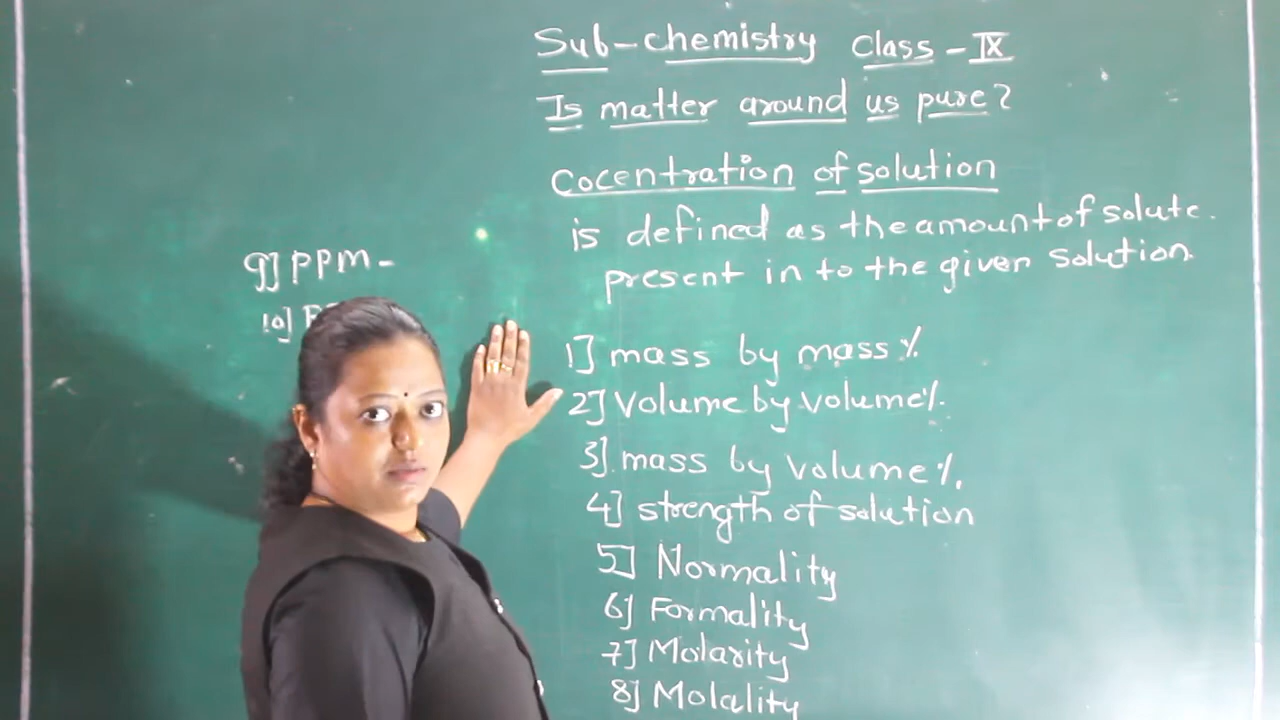 Sub-chemistry Class-IX
Is matter around us pure?
Cocentration of solution
is defined as the amount of solute.
present in to the given solution.
1] mass by mass %
2] Volume by volume %.
3] mass by volume %.
4] strength of solution
5] Normality
6] Formality
7] Molarity
8] Molality
9] PPM -
10]